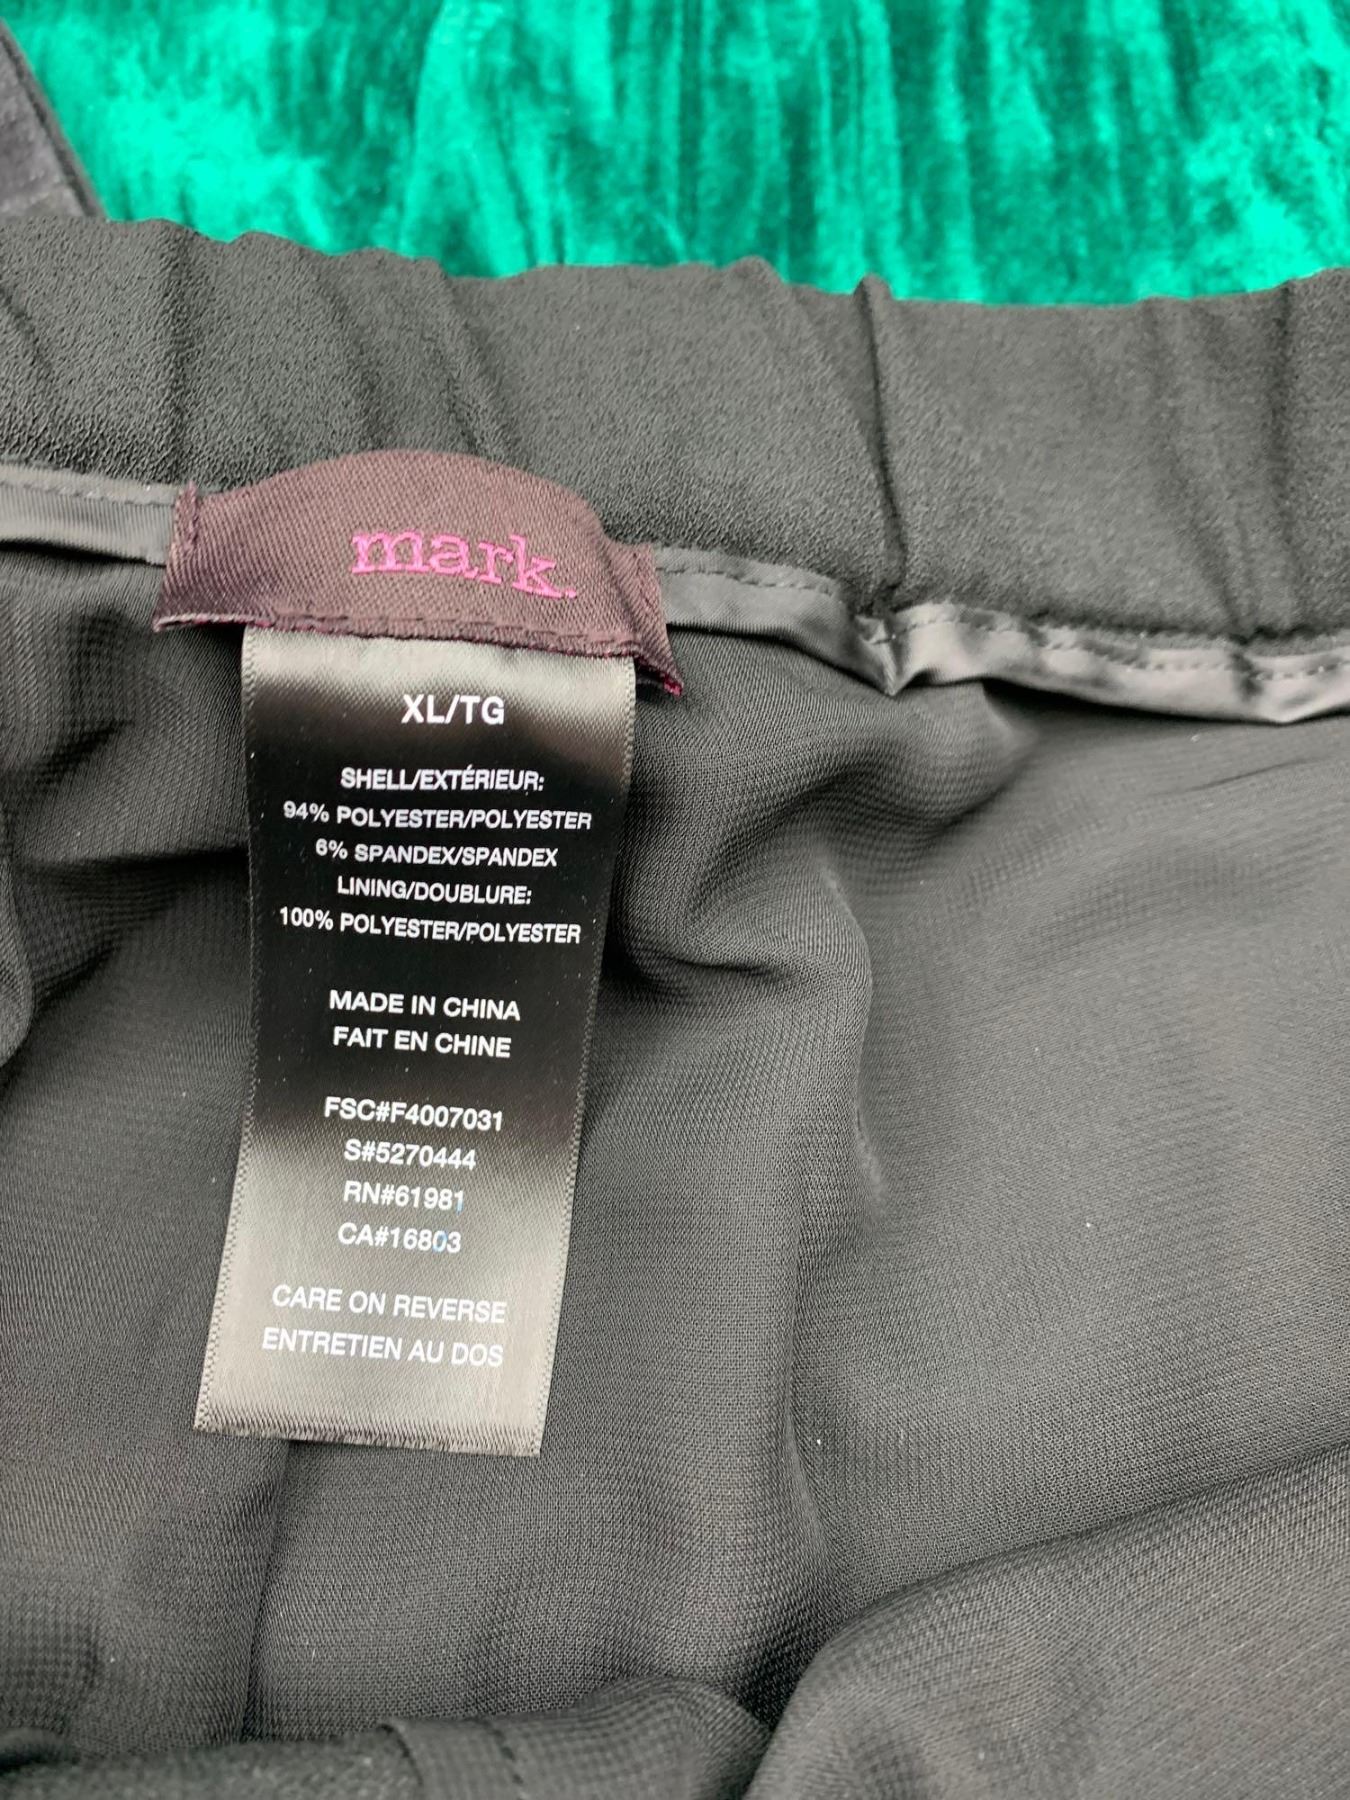 mark.
XL/TG
SHELL/EXTÉRIEUR:
94% POLYESTER/POLYESTER
6% SPANDEX/SPANDEX
LINING/DOUBLURE:
100% POLYESTER/POLYESTER
MADE IN CHINA
FAIT EN CHINE
FSC#F4007031
S#5270444
RN#61981
CA#16803
CARE ON REVERSE
ENTRETIEN AU DOS